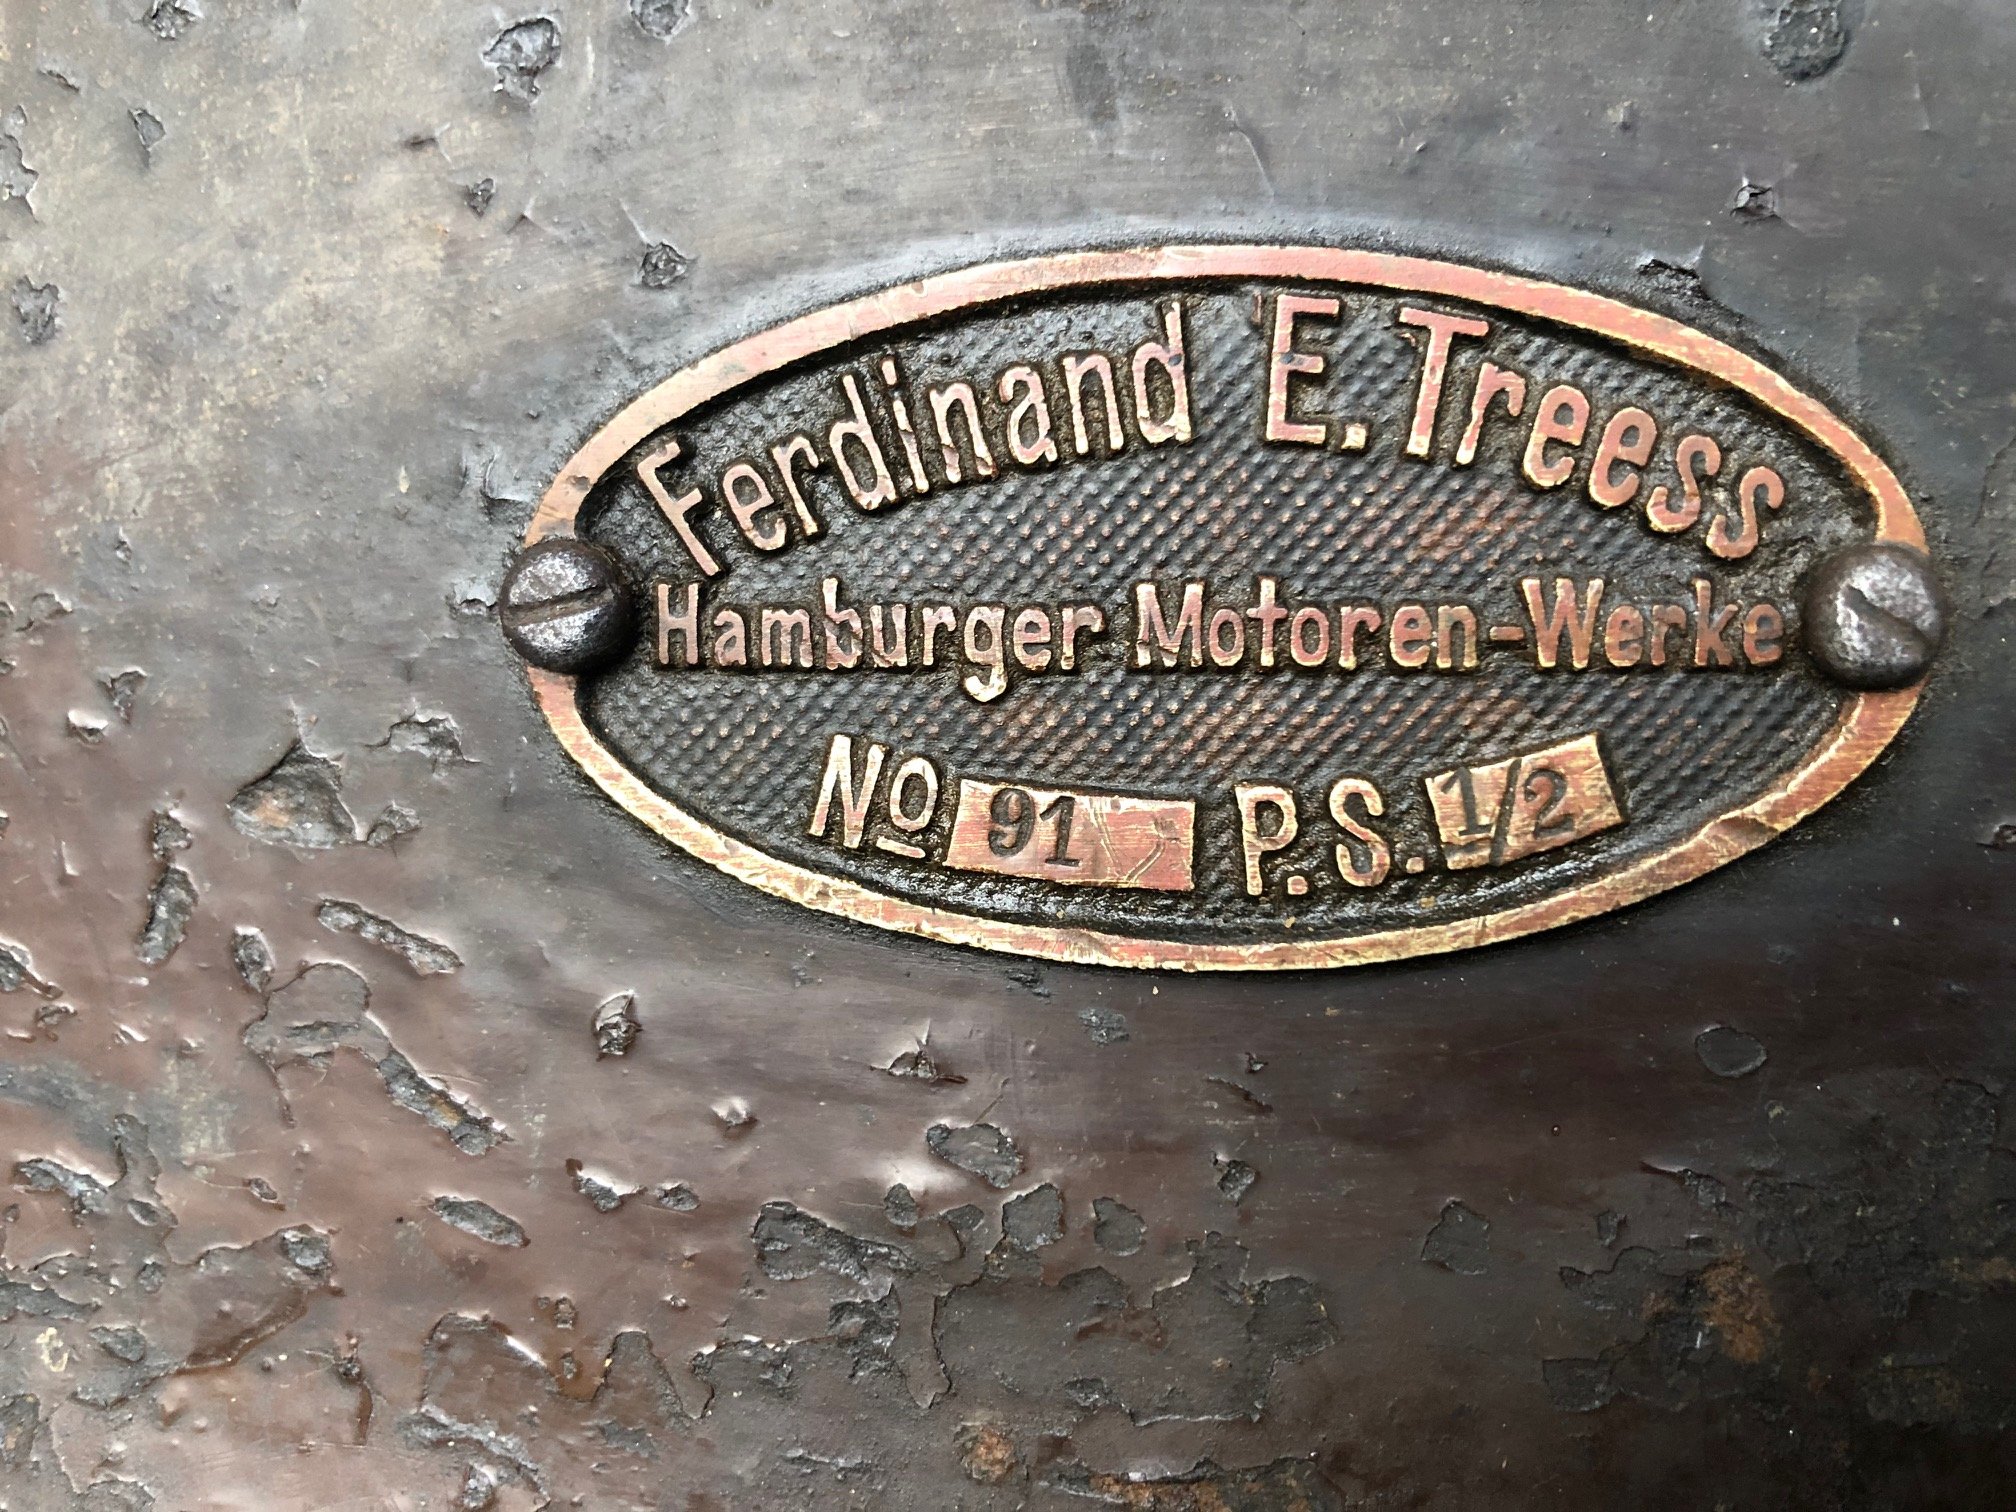 Ferdinand E. Treess
Hamburger Motoren-Werke
No 91 P.S. 1/2